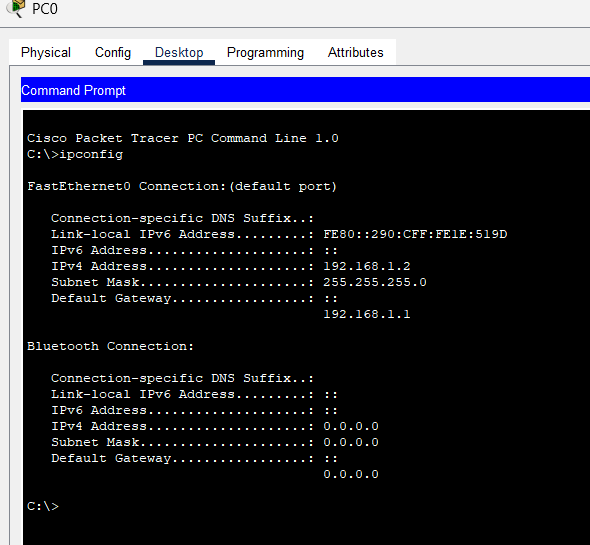 PC0
Physical Config Desktop Programming Attributes
Command Prompt
Cisco Packet Tracer PC Command Line 1.0
C:\>ipconfig
FastEthernet0 Connection:(default port)
Connection-specific DNS Suffix..:
Link-local IPv6 Address.........: FE80::290:CFF:FE1E:519D
IPv6 Address....................: ::
IPv4 Address....................: 192.168.1.2
Subnet Mask.....................: 255.255.255.0
Default Gateway.................: ::
192.168.1.1
Bluetooth Connection:
Connection-specific DNS Suffix..:
Link-local IPv6 Address.........: ::
IPv6 Address....................: ::
IPv4 Address....................: 0.0.0.0
Subnet Mask.....................: 0.0.0.0
Default Gateway.................: ::
0.0.0.0
C:\>